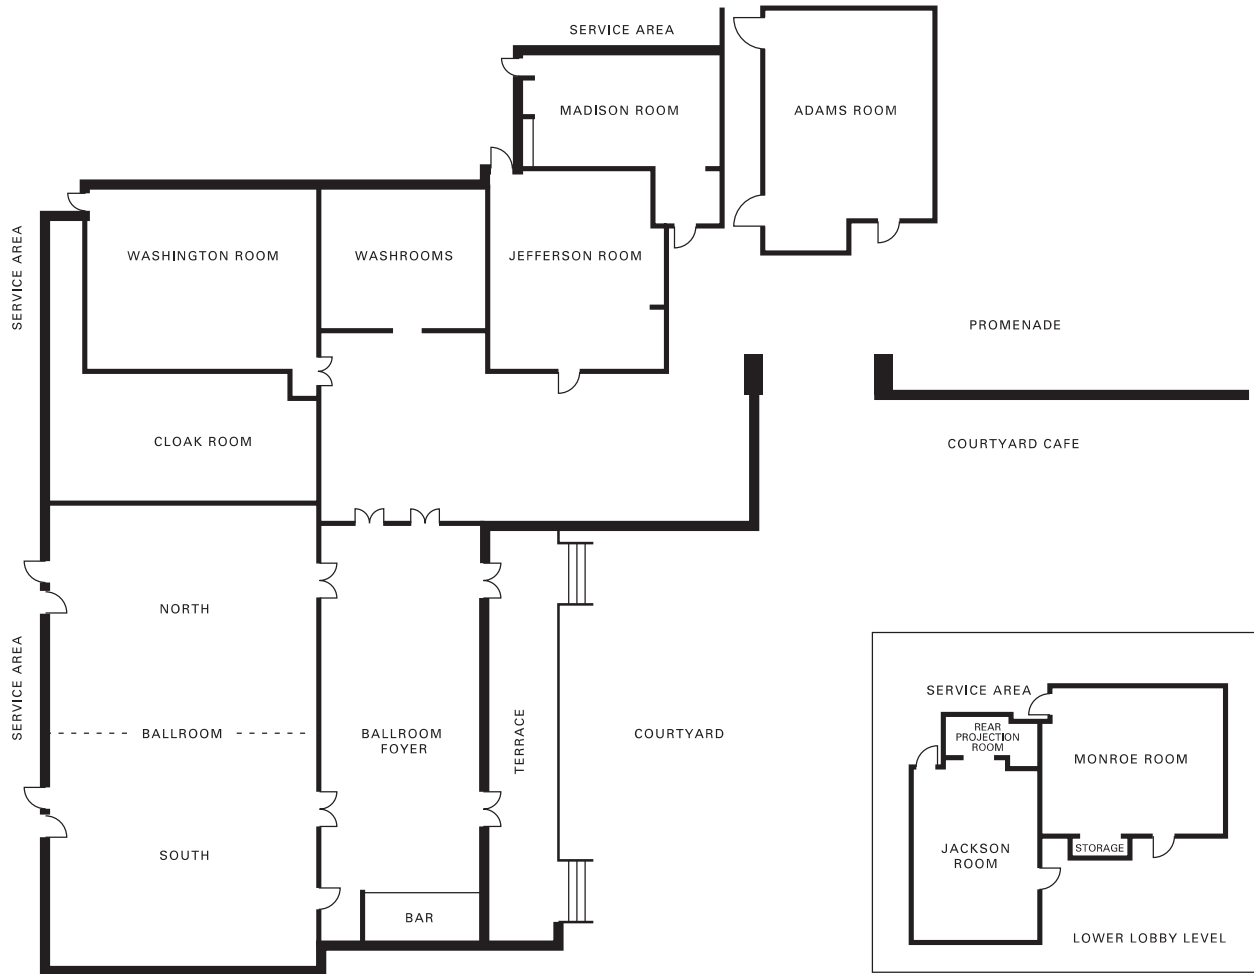 SERVICE AREA
MADISON ROOM
ADAMS ROOM
SERVICE AREA
WASHINGTON ROOM
WASHROOMS
JEFFERSON ROOM
PROMENADE
CLOAK ROOM
COURTYARD CAFE
NORTH
SERVICE AREA
BALLROOM
BALLROOM
FOYER
TERRACE
COURTYARD
SOUTH
BAR
SERVICE AREA
REAR
PROJECTION
ROOM
MONROE ROOM
JACKSON
ROOM
STORAGE
LOWER LOBBY LEVEL